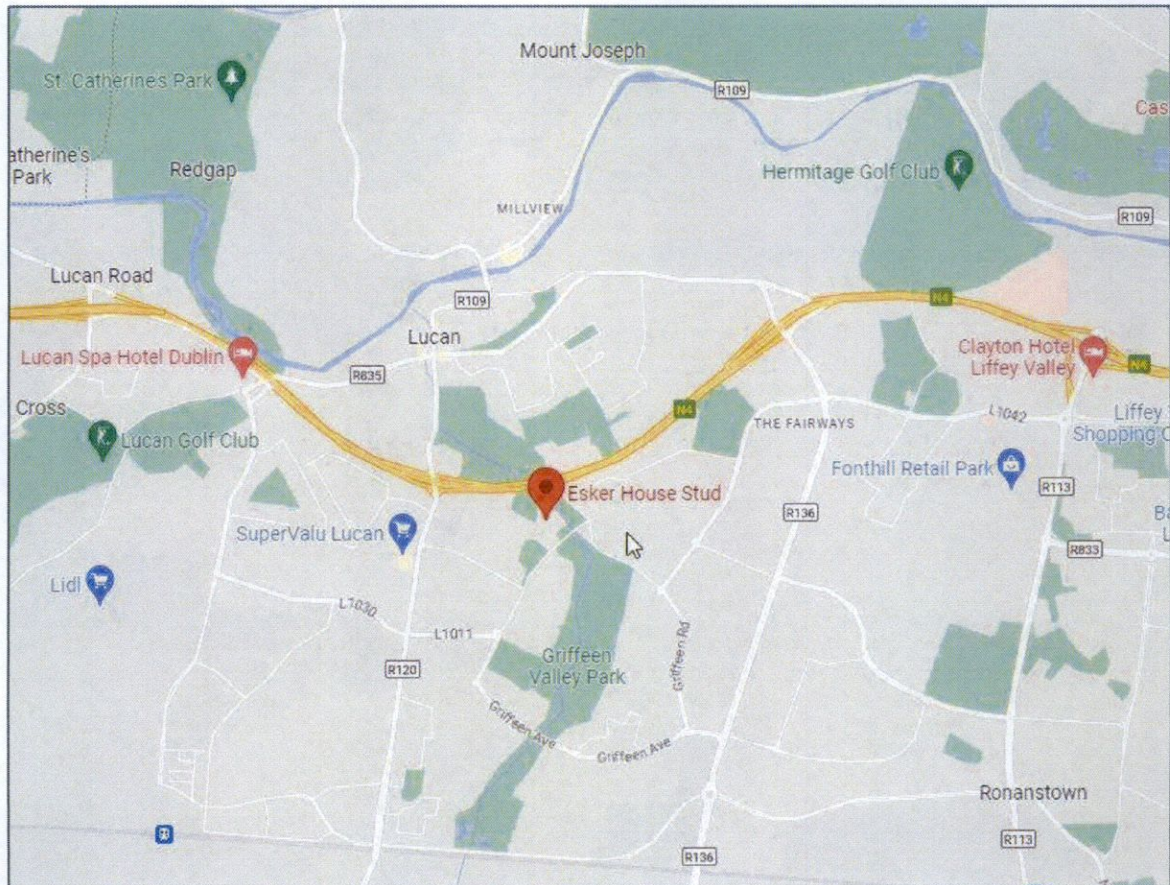 Mount Joseph
St. Catherine's Park
R109
Cas
atherine's
Park
Redgap
Hermitage Golf Club
MILLVIEW
R109
Lucan Road
R109
N4
Lucan
Lucan Spa Hotel Dublin
Clayton Hotel
Liffey Valley
N4
R835
Cross
N4
L1042
Liffey
Shopping C
THE FAIRWAYS
Lucan Golf Club
Fonthill Retail Park
Esker House Stud
R113
R136
Ba
L
SuperValu Lucan
R833
Lidl
L1030
L1011
R120
Griffeen
Valley Park
Griffeen Rd
Griffeen Ave
Griffeen Ave
Ronanstown
R113
R136